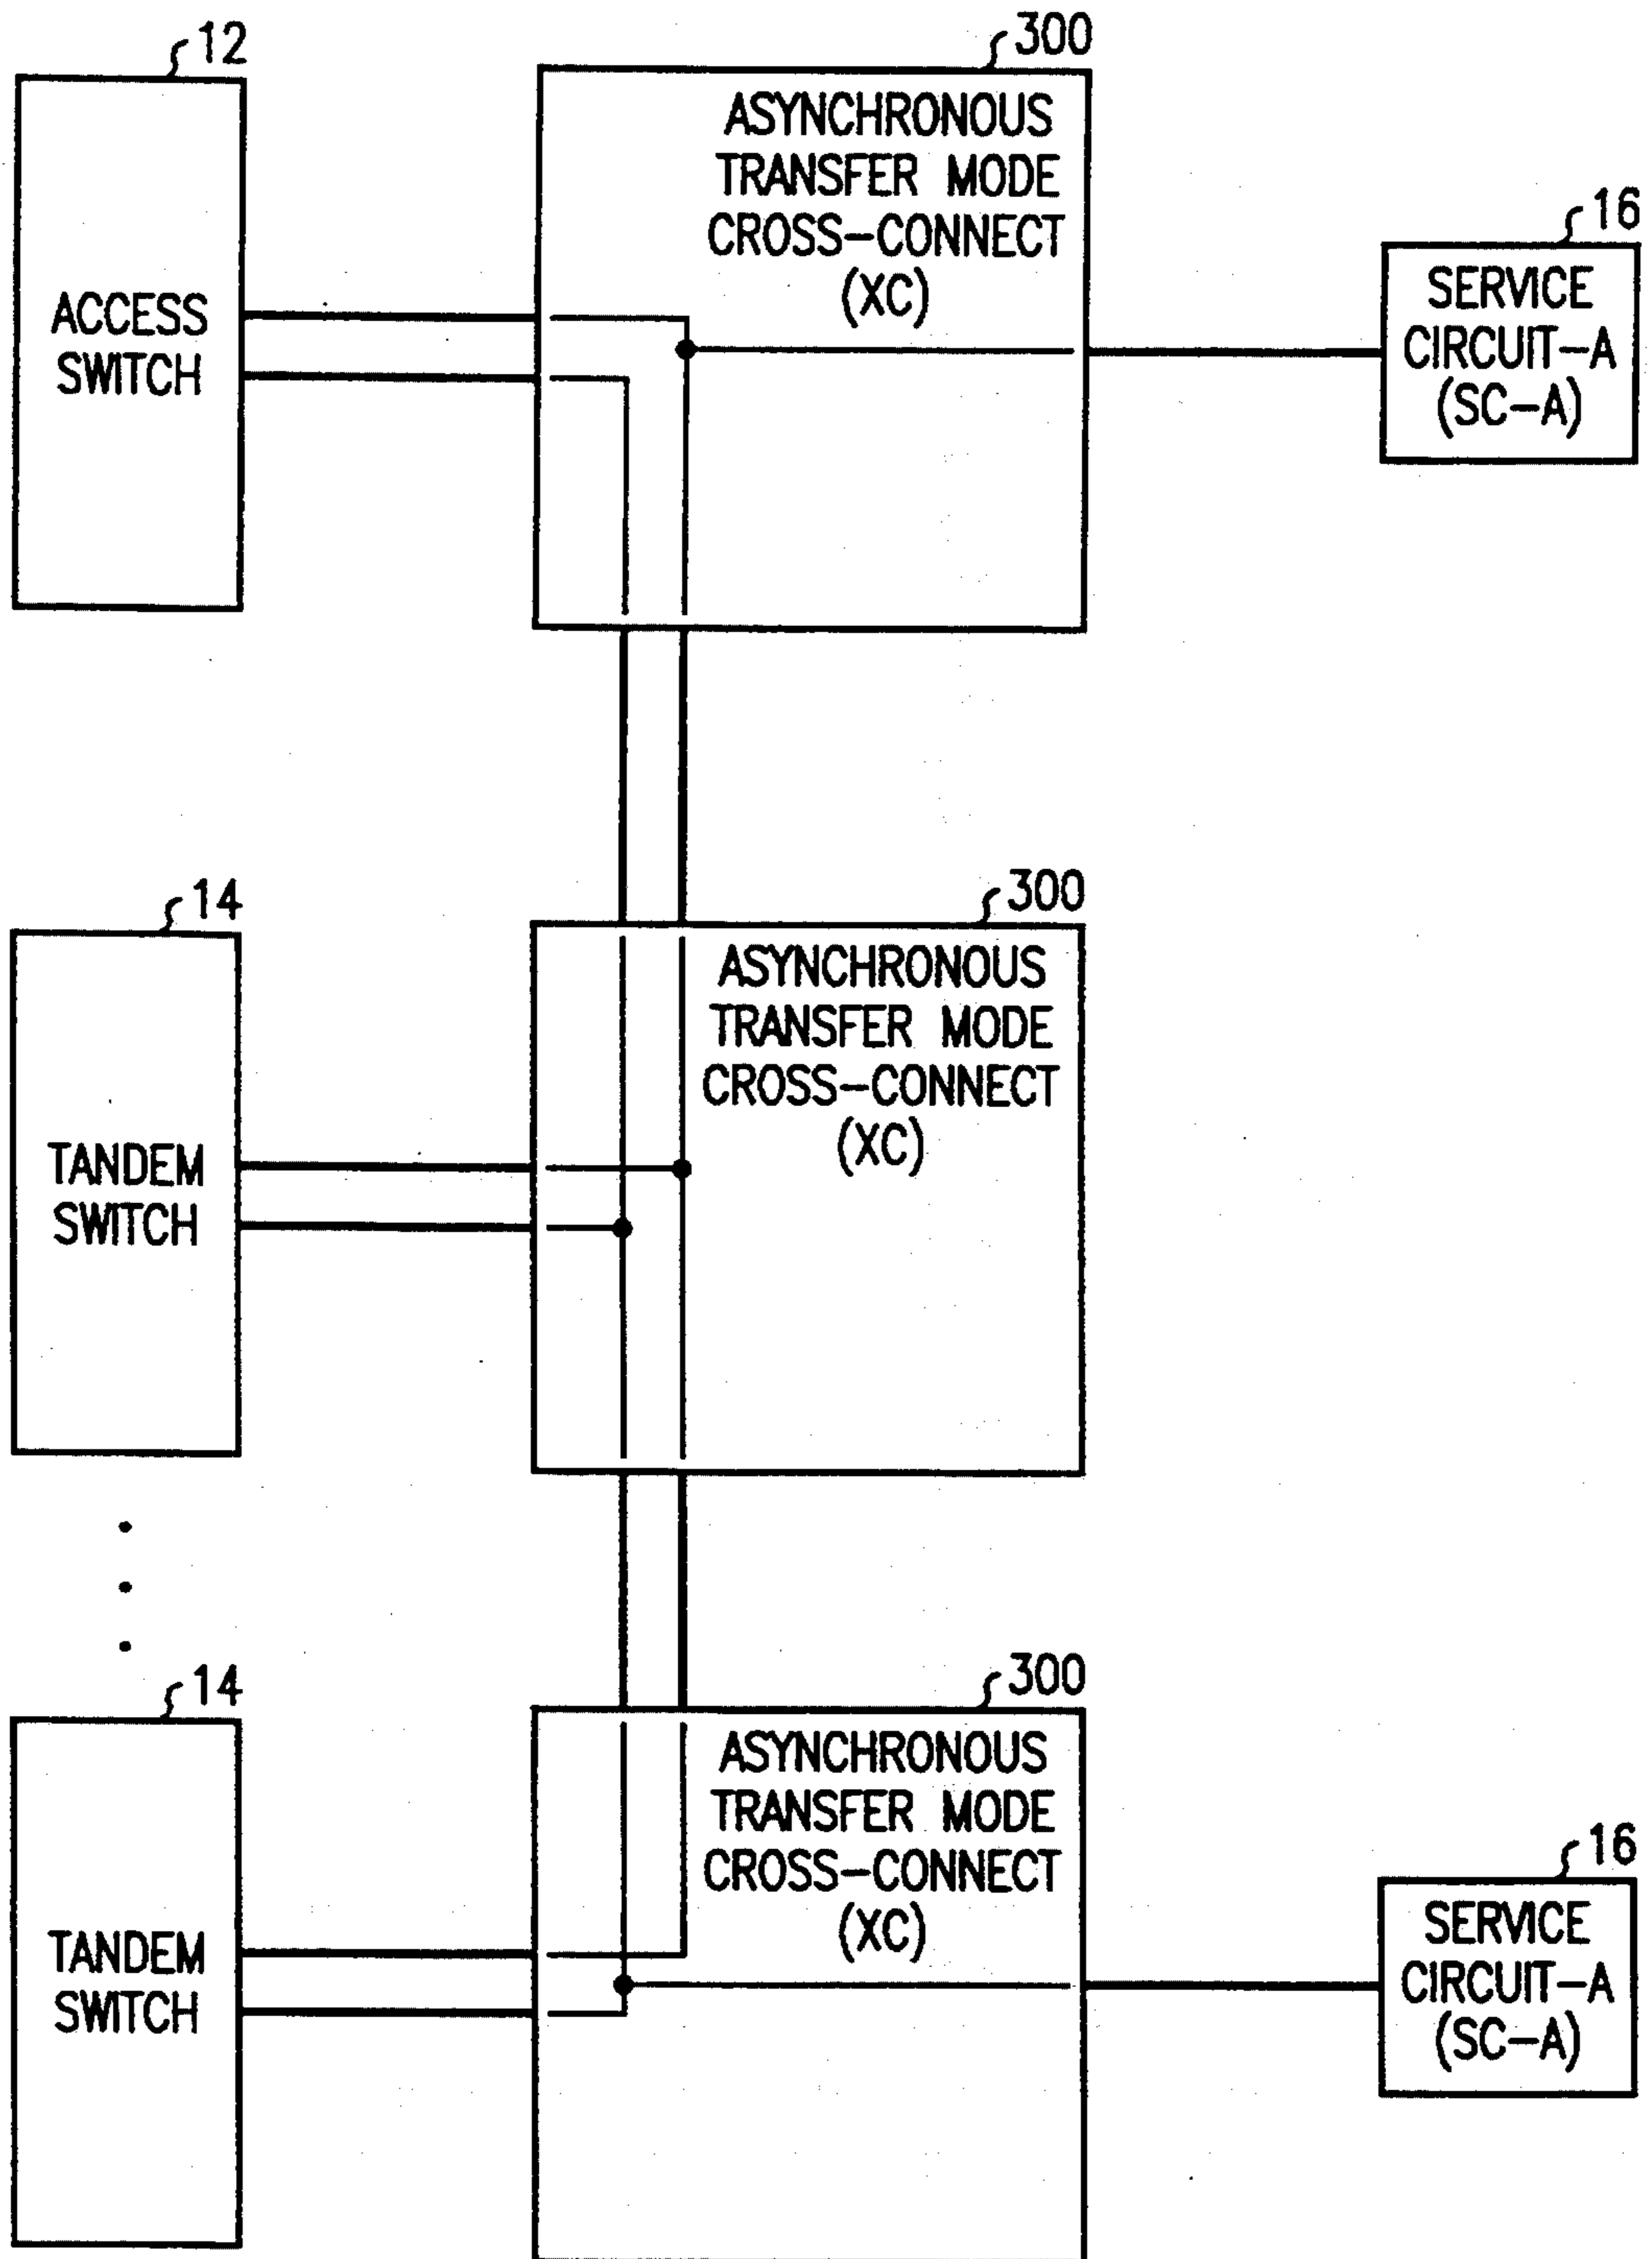 12
ACCESS
SWITCH
300
ASYNCHRONOUS
TRANSFER MODE
CROSS-CONNECT
(XC)
16
SERVICE
CIRCUIT-A
(SC-A)
14
TANDEM
SWITCH
300
ASYNCHRONOUS
TRANSFER MODE
CROSS-CONNECT
(XC)
14
TANDEM
SWITCH
300
ASYNCHRONOUS
TRANSFER MODE
CROSS-CONNECT
(XC)
16
SERVICE
CIRCUIT-A
(SC-A)